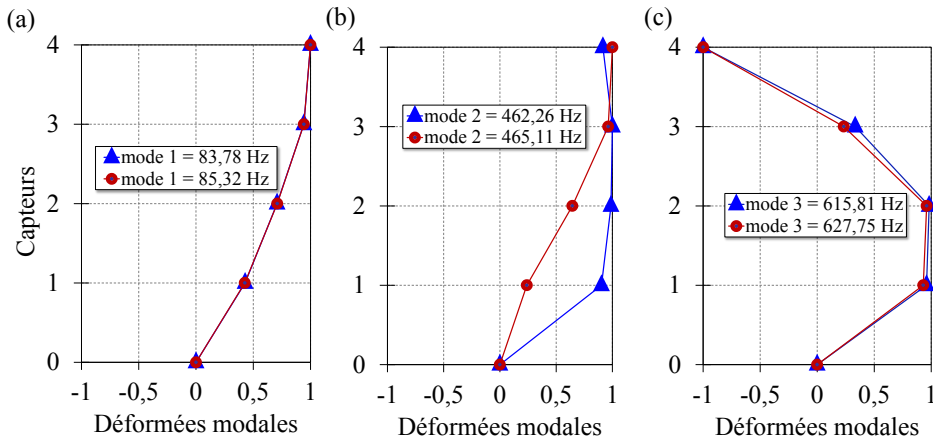 (a)
4
3
2
1
0
Capteurs
mode 1 = 83,78 Hz
mode 1 = 85,32 Hz
-1 -0,5 0 0,5 1
Déformées modales
(b)
4
3
2
1
0
mode 2 = 462,26 Hz
mode 2 = 465,11 Hz
-1 -0,5 0 0,5 1
Déformées modales
(c)
4
3
2
1
0
mode 3 = 615,81 Hz
mode 3 = 627,75 Hz
-1 -0,5 0 0,5 1
Déformées modales